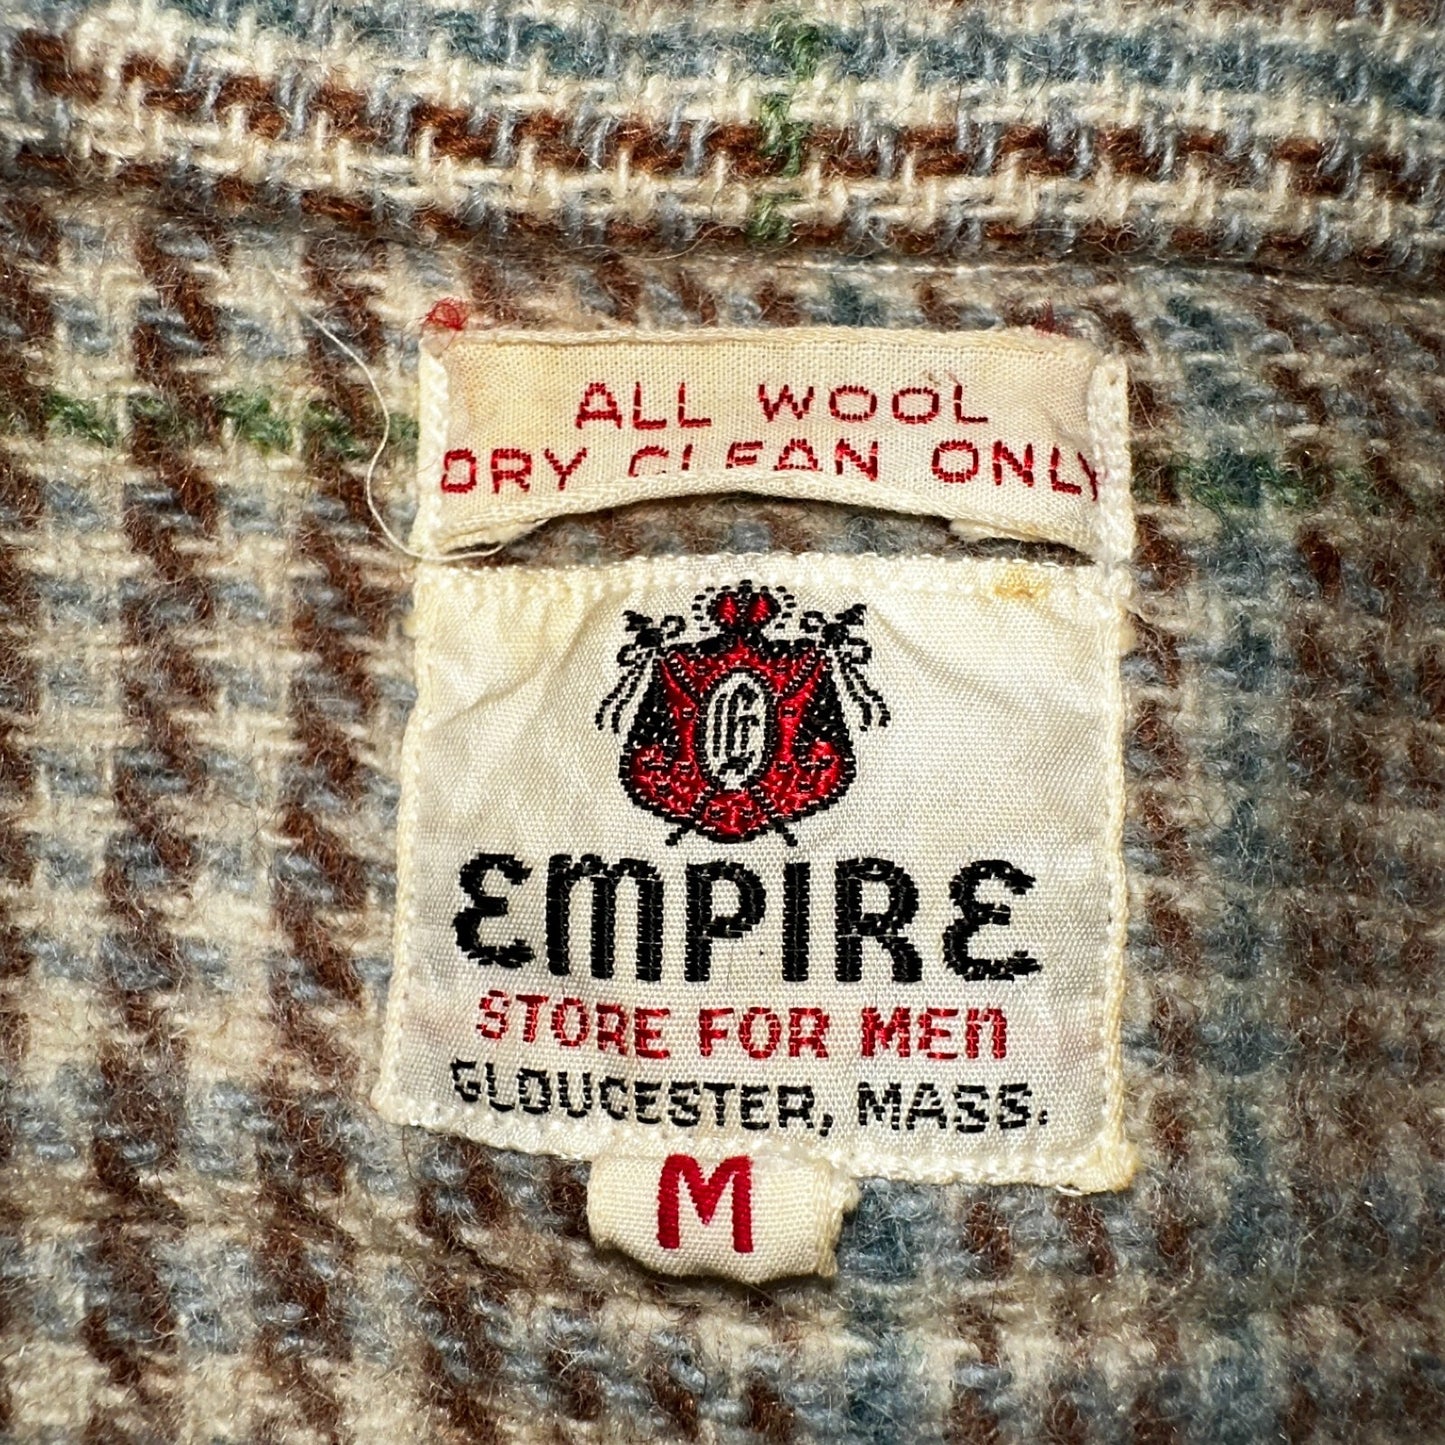 ALL WOOL
DRY CLEAN ONLY
EMPIRE
STORE FOR MEN
GLOUCESTER, MASS.
M